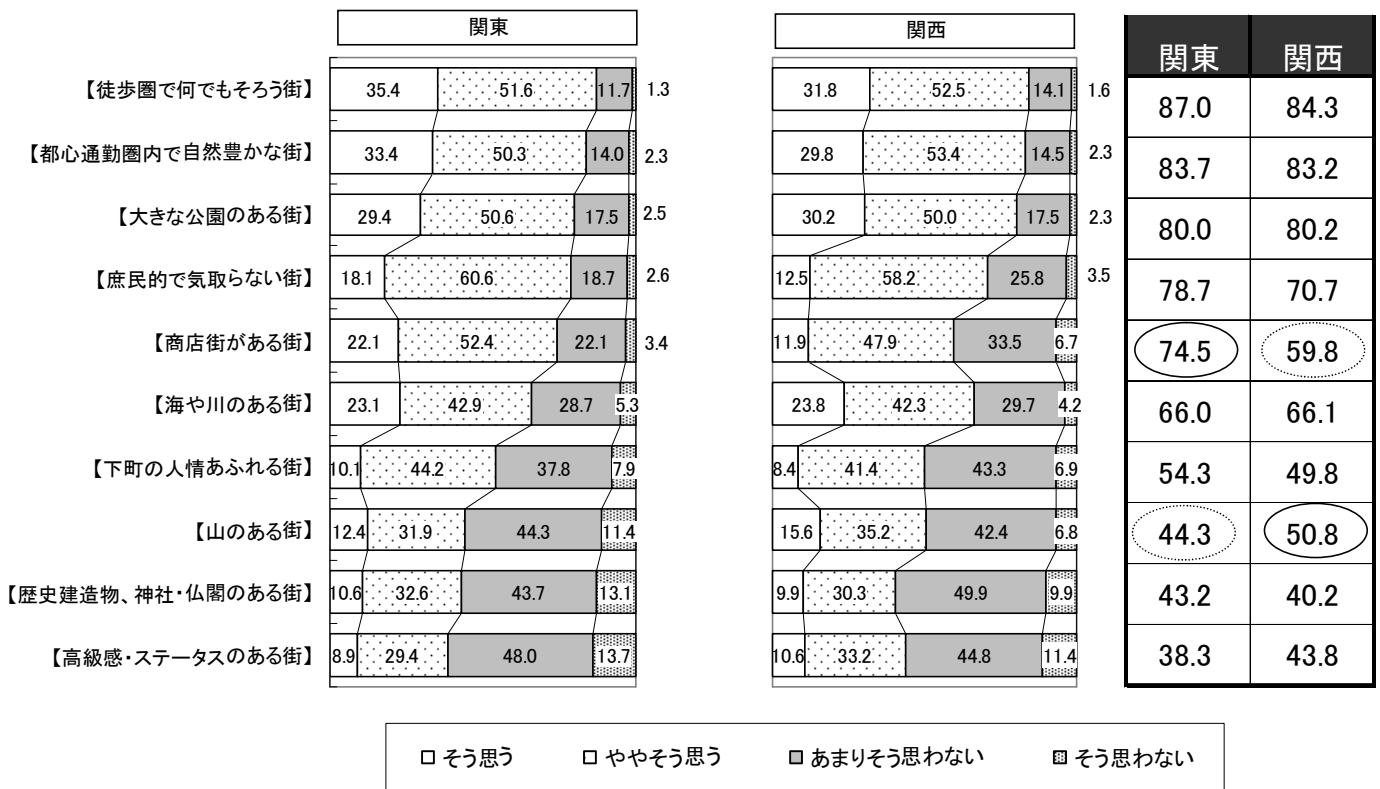 関東 関西
関東 関西
【徒歩圏で何でもそろう街】 35.4 51.6 11.7 1.3 31.8 52.5 14.1 1.6 87.0 84.3
【都心通勤圏内で自然豊かな街】 33.4 50.3 14.0 2.3 29.8 53.4 14.5 2.3 83.7 83.2
【大きな公園のある街】 29.4 50.6 17.5 2.5 30.2 50.0 17.5 2.3 80.0 80.2
【庶民的で気取らない街】 18.1 60.6 18.7 2.6 12.5 58.2 25.8 3.5 78.7 70.7
【商店街がある街】 22.1 52.4 22.1 3.4 11.9 47.9 33.5 6.7 74.5 59.8
【海や川のある街】 23.1 42.9 28.7 5.3 23.8 42.3 29.7 4.2 66.0 66.1
【下町の人情あふれる街】 10.1 44.2 37.8 7.9 8.4 41.4 43.3 6.9 54.3 49.8
【山のある街】 12.4 31.9 44.3 11.4 15.6 35.2 42.4 6.8 44.3 50.8
【歴史建造物、神社・仏閣のある街】 10.6 32.6 43.7 13.1 9.9 30.3 49.9 9.9 43.2 40.2
【高級感・ステータスのある街】 8.9 29.4 48.0 13.7 10.6 33.2 44.8 11.4 38.3 43.8
そう思う ややそう思う あまりそう思わない そう思わない